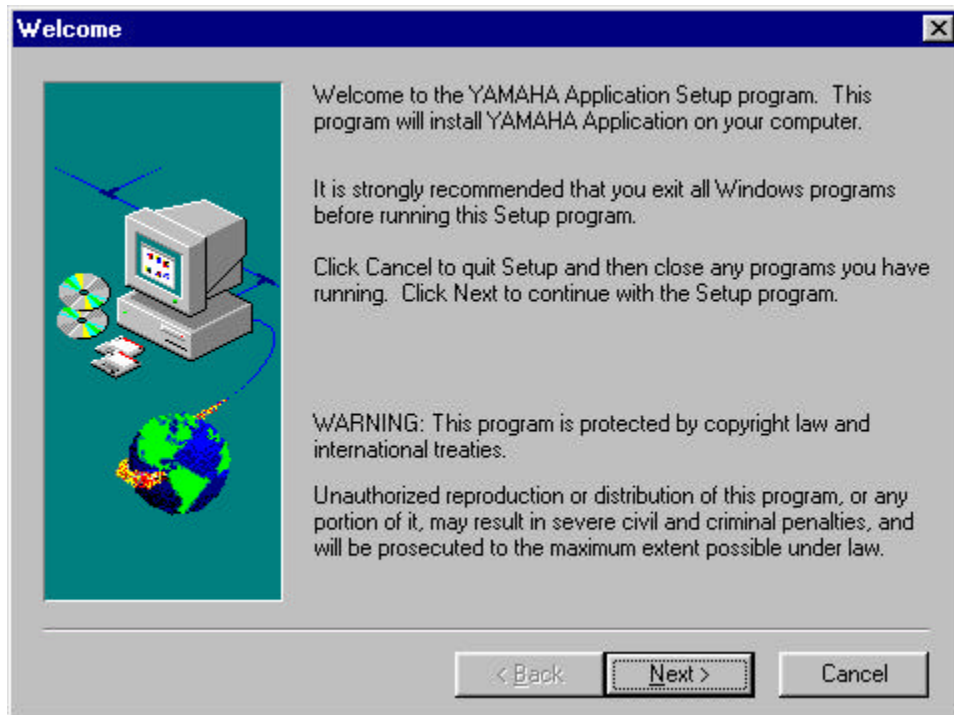 Welcome
Welcome to the YAMAHA Application Setup program.  This
program will install YAMAHA Application on your computer.
It is strongly recommended that you exit all Windows programs
before running this Setup program.
Click Cancel to quit Setup and then close any programs you have
running.  Click Next to continue with the Setup program.
WARNING: This program is protected by copyright law and
international treaties.
Unauthorized reproduction or distribution of this program, or any
portion of it, may result in severe civil and criminal penalties, and
will be prosecuted to the maximum extent possible under law.
< Back
Next >
Cancel